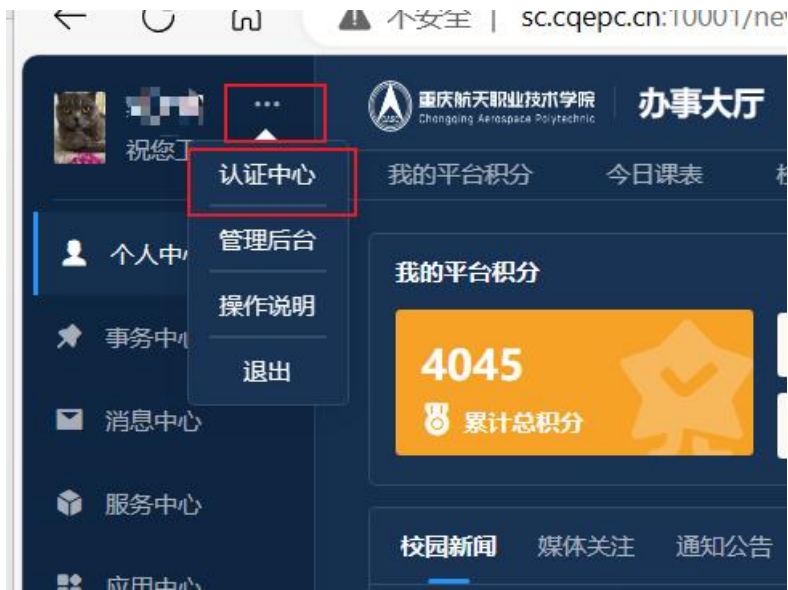 不安全 | sc.cqepc.cn:10001/ne
...
祝您
重庆航天职业技术学院
Chongqing Aerospace Polytechnic
办事大厅
认证中心
管理后台
操作说明
退出
我的平台积分
今日课表
个人中
事务中心
消息中心
服务中心
应用中心
我的平台积分
4045
累计总积分
校园新闻
媒体关注
通知公告